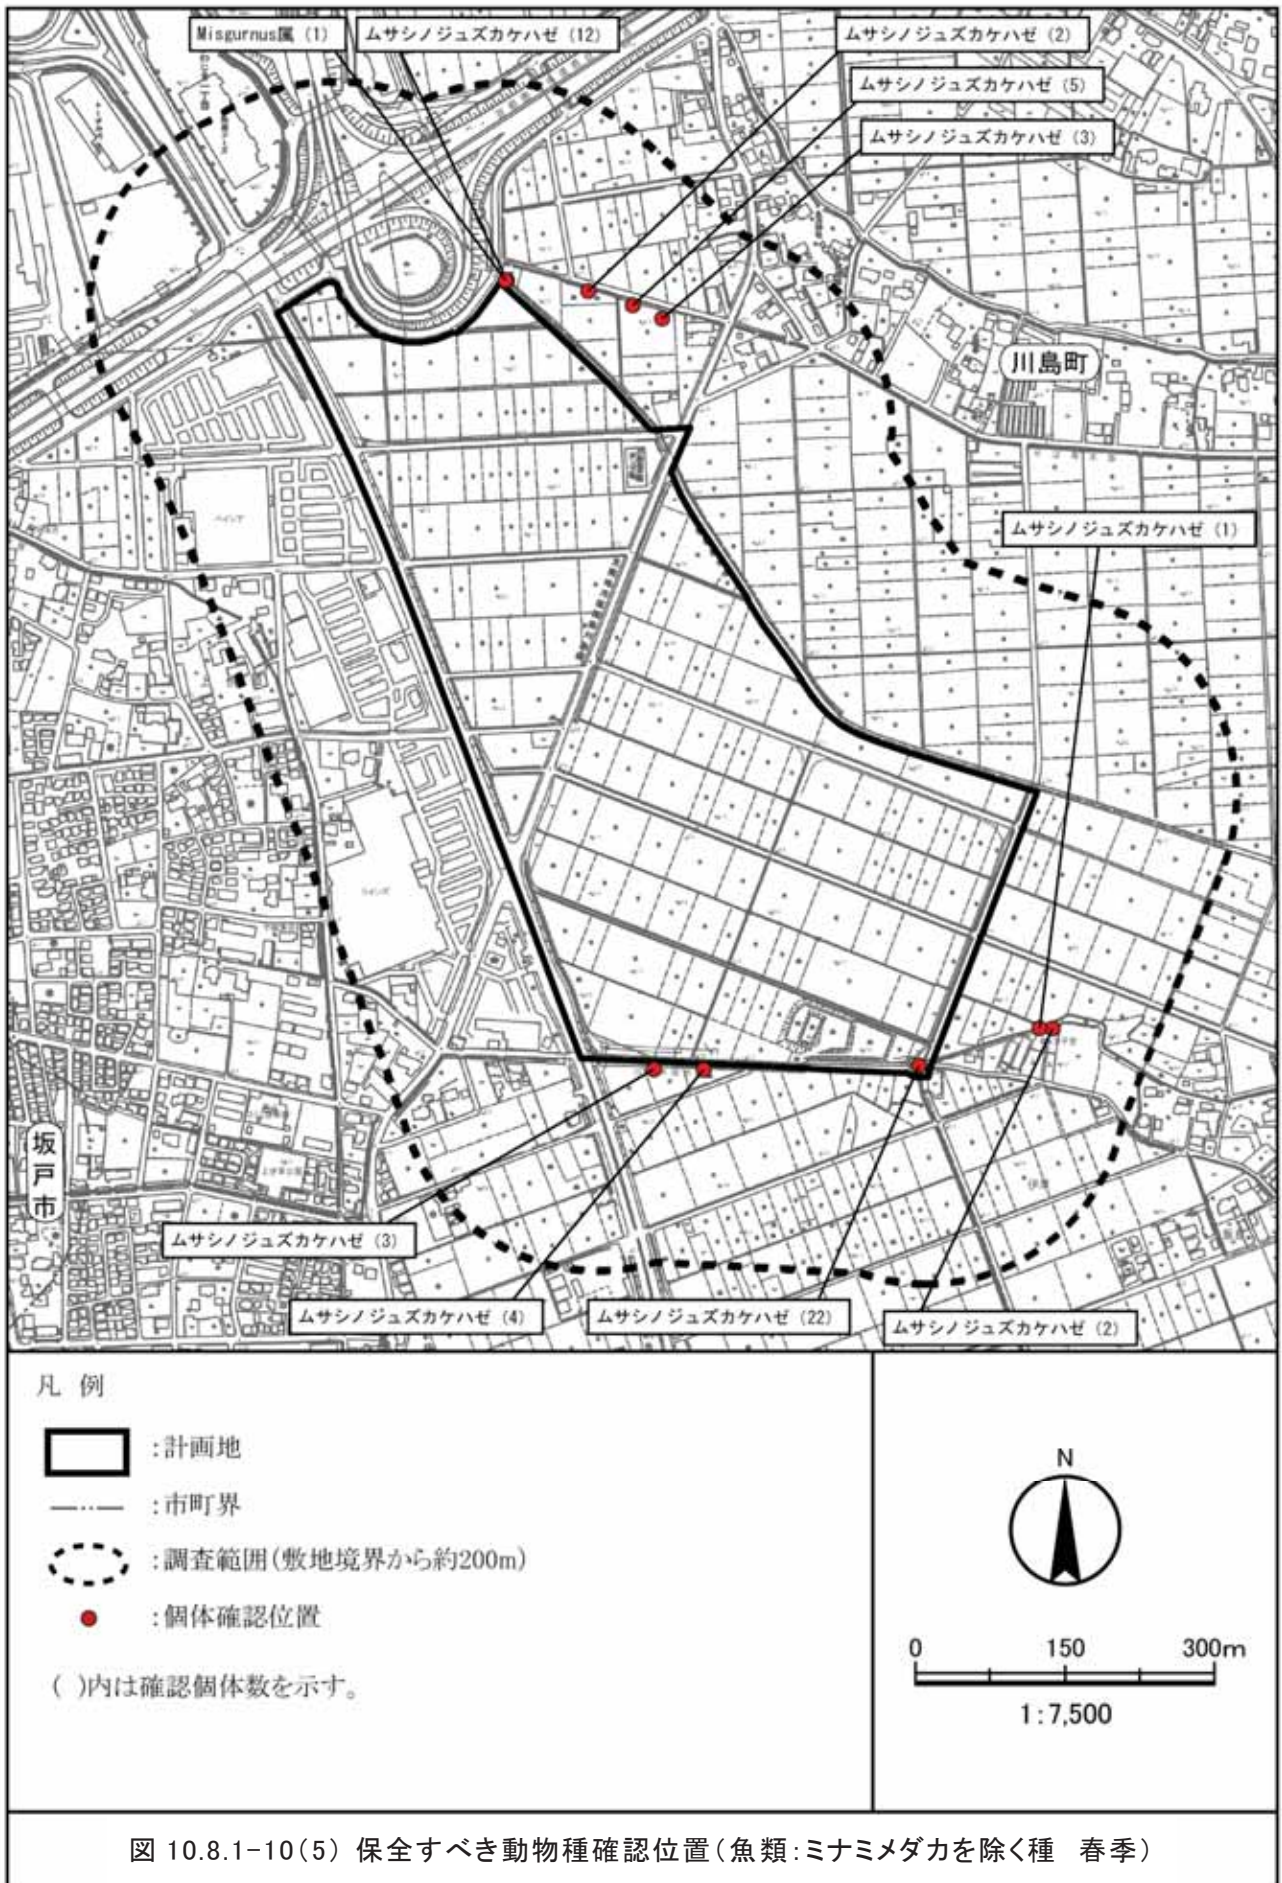 Misgurnus属 (1)
ムサシノジュズカケハゼ (12)
ムサシノジュズカケハゼ (2)
ムサシノジュズカケハゼ (5)
ムサシノジュズカケハゼ (3)
川島町
ムサシノジュズカケハゼ (1)
坂戸市
ムサシノジュズカケハゼ (3)
ムサシノジュズカケハゼ (4)
ムサシノジュズカケハゼ (22)
ムサシノジュズカケハゼ (2)
凡 例
:計画地
:市町界
:調査範囲(敷地境界から約200m)
:個体確認位置
( )内は確認個体数を示す。
N
0 150 300m
1:7,500
図 10.8.1-10(5) 保全すべき動物種確認位置(魚類:ミナミメダカを除く種 春季)